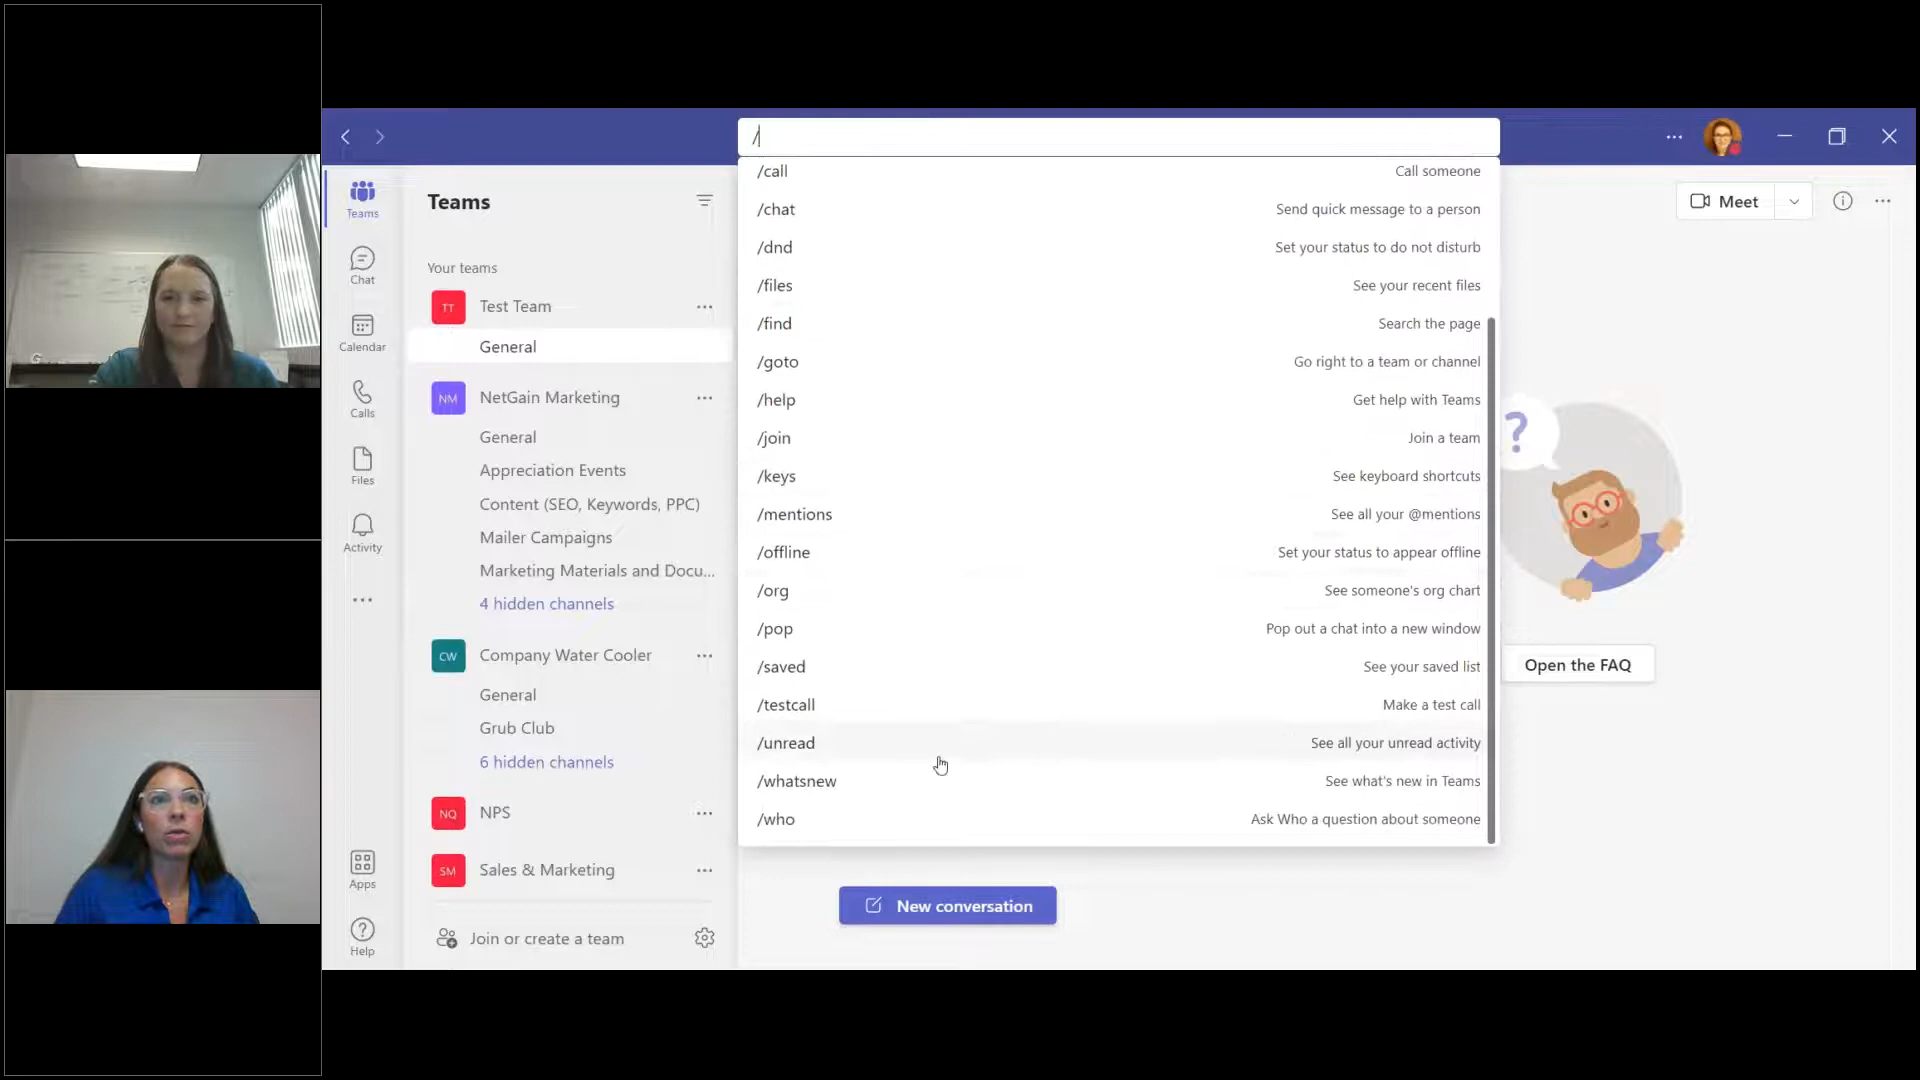 /
Teams
Chat
Calendar
Calls
Files
Activity
Apps
Help
Teams
Your teams
TT Test Team
General
NM NetGain Marketing
General
Appreciation Events
Content (SEO, Keywords, PPC)
Mailer Campaigns
Marketing Materials and Docu...
4 hidden channels
CW Company Water Cooler
General
Grub Club
6 hidden channels
NQ NPS
SM Sales & Marketing
Join or create a team
/call Call someone
/chat Send quick message to a person
/dnd Set your status to do not disturb
/files See your recent files
/find Search the page
/goto Go right to a team or channel
/help Get help with Teams
/join Join a team
/keys See keyboard shortcuts
/mentions See all your @mentions
/offline Set your status to appear offline
/org See someone's org chart
/pop Pop out a chat into a new window
/saved See your saved list
/testcall Make a test call
/unread See all your unread activity
/whatsnew See what's new in Teams
/who Ask Who a question about someone
New conversation
Meet
?
Open the FAQ